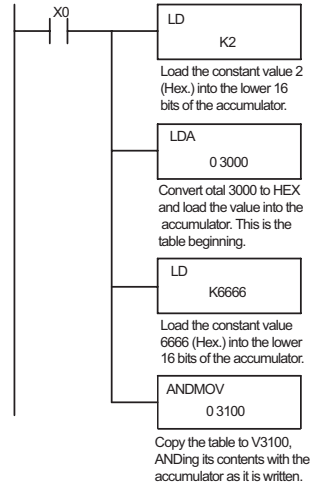 X0
LD
K2
Load the constant value 2
(Hex.) into the lower 16
bits of the accumulator.
LDA
0 3000
Convert otal 3000 to HEX
and load the value into the
accumulator. This is the
table beginning.
LD
K6666
Load the constant value
6666 (Hex.) into the lower
16 bits of the accumulator.
ANDMOV
0 3100
Copy the table to V3100,
ANDing its contents with the
accumulator as it is written.